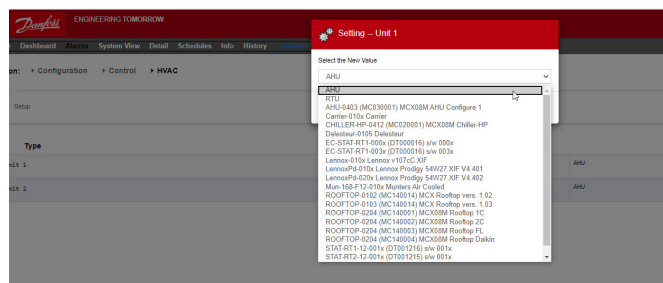 Danfoss ENGINEERING TOMORROW
Dashboard Alarms System View Detail Schedules Info History
on: Configuration Control HVAC
Setup
Type
nit 1 AHU
nit 2 AHU
Setting – Unit 1
Select the New Value
AHU
AHU
RTU
AHU-0403 (MC030001) MCX08M AHU Configure 1
Carrier-010x Carrier
CHILLER-HP-0412 (MC020001) MCX08M Chiller-HP
Delesteur-0105 Delesteur
EC-STAT-RT1-000x (DT000016) s/w 000x
EC-STAT-RT1-003x (DT000016) s/w 003x
Lennox-010x Lennox v107cC.XIF
LennoxPd-010x Lennox Prodigy 54W27.XIF V4.401
LennoxPd-020x Lennox Prodigy 54W27.XIF V4.402
Mun-168-F12-010x Munters Air Cooled
ROOFTOP-0102 (MC140014) MCX Rooftop vers. 1.02
ROOFTOP-0103 (MC140014) MCX Rooftop vers. 1.03
ROOFTOP-0204 (MC140001) MCX08M Rooftop 1C
ROOFTOP-0204 (MC140002) MCX08M Rooftop 2C
ROOFTOP-0204 (MC140003) MCX08M Rooftop FL
ROOFTOP-0204 (MC140004) MCX08M Rooftop Daikin
STAT-RT1-12-001x (DT001216) s/w 001x
STAT-RT2-12-001x (DT001215) s/w 001x